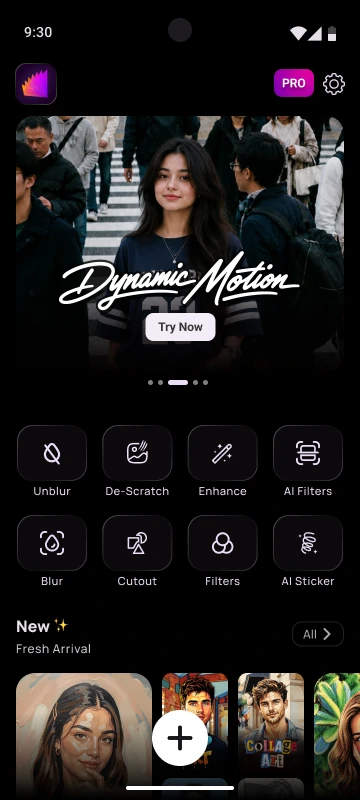 9:30
PRO
Dynamic Motion
Try Now
Unblur
De-Scratch
Enhance
AI Filters
Blur
Cutout
Filters
AI Sticker
New ✨
All >
Fresh Arrival
Collage
Art